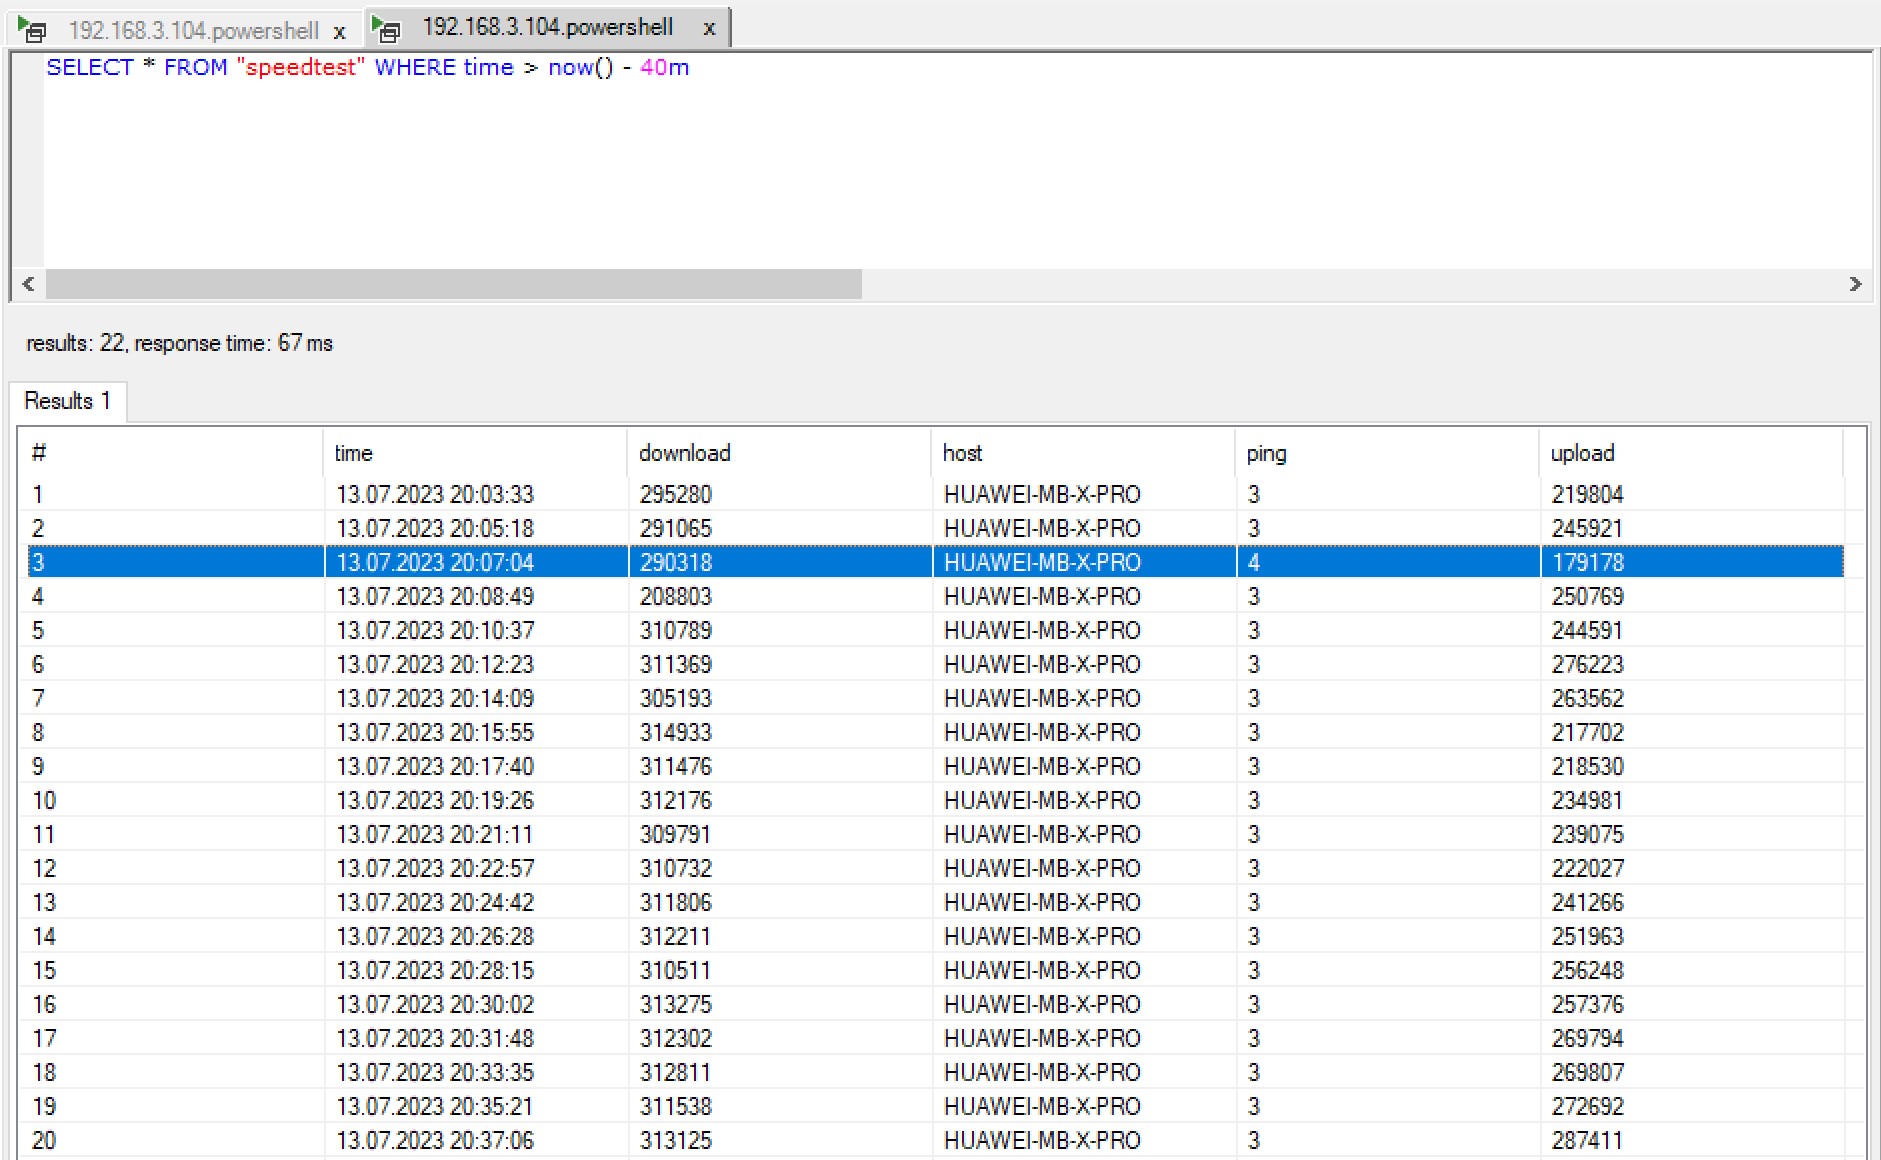 192.168.3.104.powershell x 192.168.3.104.powershell x
SELECT * FROM "speedtest" WHERE time > now() - 40m
results: 22, response time: 67 ms
Results 1
# time download host ping upload
1 13.07.2023 20:03:33 295280 HUAWEI-MB-X-PRO 3 219804
2 13.07.2023 20:05:18 291065 HUAWEI-MB-X-PRO 3 245921
3 13.07.2023 20:07:04 290318 HUAWEI-MB-X-PRO 4 179178
4 13.07.2023 20:08:49 208803 HUAWEI-MB-X-PRO 3 250769
5 13.07.2023 20:10:37 310789 HUAWEI-MB-X-PRO 3 244591
6 13.07.2023 20:12:23 311369 HUAWEI-MB-X-PRO 3 276223
7 13.07.2023 20:14:09 305193 HUAWEI-MB-X-PRO 3 263562
8 13.07.2023 20:15:55 314933 HUAWEI-MB-X-PRO 3 217702
9 13.07.2023 20:17:40 311476 HUAWEI-MB-X-PRO 3 218530
10 13.07.2023 20:19:26 312176 HUAWEI-MB-X-PRO 3 234981
11 13.07.2023 20:21:11 309791 HUAWEI-MB-X-PRO 3 239075
12 13.07.2023 20:22:57 310732 HUAWEI-MB-X-PRO 3 222027
13 13.07.2023 20:24:42 311806 HUAWEI-MB-X-PRO 3 241266
14 13.07.2023 20:26:28 312211 HUAWEI-MB-X-PRO 3 251963
15 13.07.2023 20:28:15 310511 HUAWEI-MB-X-PRO 3 256248
16 13.07.2023 20:30:02 313275 HUAWEI-MB-X-PRO 3 257376
17 13.07.2023 20:31:48 312302 HUAWEI-MB-X-PRO 3 269794
18 13.07.2023 20:33:35 312811 HUAWEI-MB-X-PRO 3 269807
19 13.07.2023 20:35:21 311538 HUAWEI-MB-X-PRO 3 272692
20 13.07.2023 20:37:06 313125 HUAWEI-MB-X-PRO 3 287411